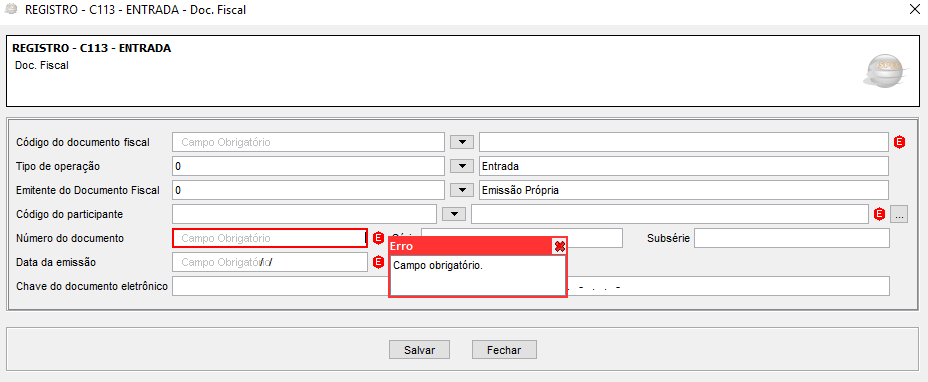 REGISTRO - C113 - ENTRADA - Doc. Fiscal
REGISTRO - C113 - ENTRADA
Doc. Fiscal
Código do documento fiscal Campo Obrigatório E
Tipo de operação 0 Entrada
Emitente do Documento Fiscal 0 Emissão Própria
Código do participante E ...
Número do documento Campo Obrigatório E Subsérie
Erro
Data da emissão Campo Obrigatório / / E Campo obrigatório.
Chave do documento eletrônico . - . . -
Salvar Fechar